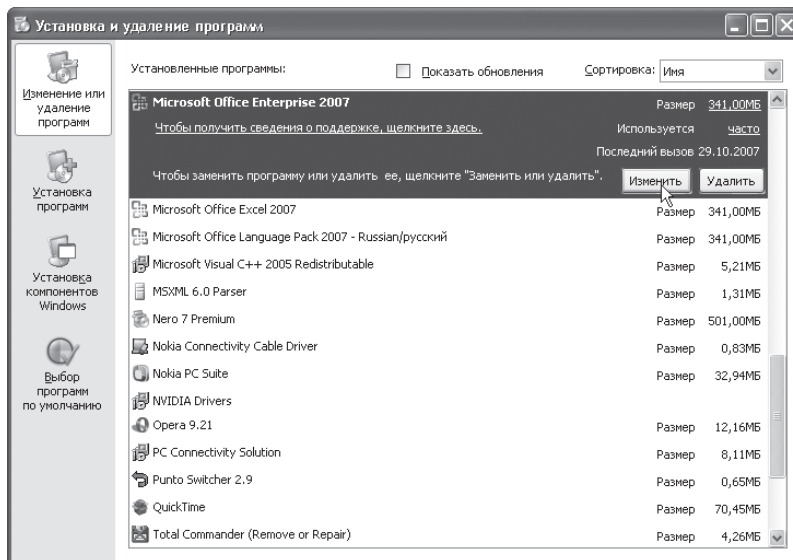 Установка и удаление программ
Изменение или
удаление
программ
Установка
программ
Установка
компонентов
Windows
Выбор
программ
по умолчанию
Установленные программы:
Показать обновления
Сортировка: Имя
Microsoft Office Enterprise 2007 Размер 341,00МБ
Чтобы получить сведения о поддержке, щелкните здесь. Используется часто
Последний вызов 29.10.2007
Чтобы заменить программу или удалить ее, щелкните "Заменить или удалить". Изменить Удалить
Microsoft Office Excel 2007 Размер 341,00МБ
Microsoft Office Language Pack 2007 - Russian/русский Размер 341,00МБ
Microsoft Visual C++ 2005 Redistributable Размер 5,21МБ
MSXML 6.0 Parser Размер 1,31МБ
Nero 7 Premium Размер 501,00МБ
Nokia Connectivity Cable Driver Размер 0,83МБ
Nokia PC Suite Размер 32,94МБ
NVIDIA Drivers
Opera 9.21 Размер 12,16МБ
PC Connectivity Solution Размер 8,11МБ
Punto Switcher 2.9 Размер 0,65МБ
QuickTime Размер 70,45МБ
Total Commander (Remove or Repair) Размер 4,26МБ